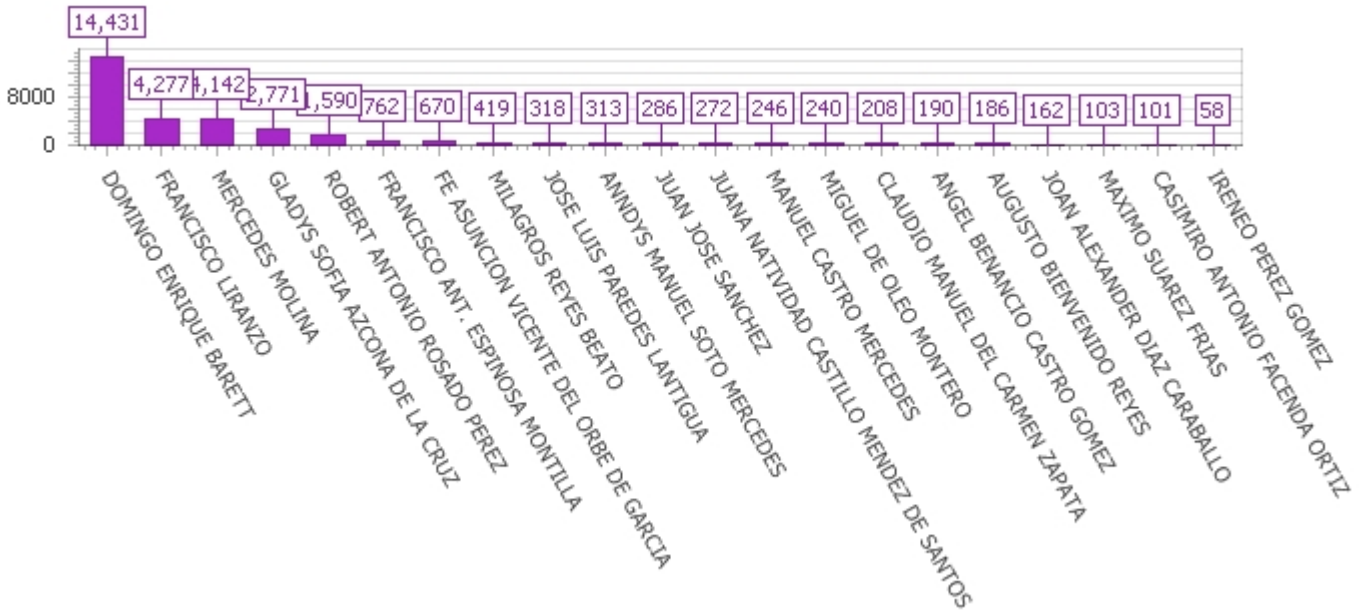 14,431
4,277
4,142
2,771
1,590
762
670
419
318
313
286
272
246
240
208
190
186
162
103
101
58
8000
0
DOMINGO ENRIQUE BARETT
FRANCISCO LIRANZO
MERCEDES MOLINA
GLADYS SOFIA AZCONA DE LA CRUZ
ROBERT ANTONIO ROSADO PEREZ
FRANCISCO ANT. ESPINOSA MONTILLA
FE ASUNCION VICENTE DEL ORBE DE GARCIA
MILAGROS REYES BEATO
JOSE LUIS PAREDES LANTIGUA
ANNDYS MANUEL SOTO MERCEDES
JUAN JOSE SANCHEZ
JUANA NATIVIDAD CASTILLO MENDEZ DE SANTOS
MANUEL CASTRO MERCEDES
MIGUEL DE OLEO MONTERO
CLAUDIO MANUEL DEL CARMEN ZAPATA
ANGEL BENANCIO CASTRO GOMEZ
AUGUSTO BIENVENIDO REYES
JOAN ALEXANDER DIAZ CARABALLO
MAXIMO SUAREZ FRIAS
CASIMIRO ANTONIO FACENDA ORTIZ
IRENEO PEREZ GOMEZ